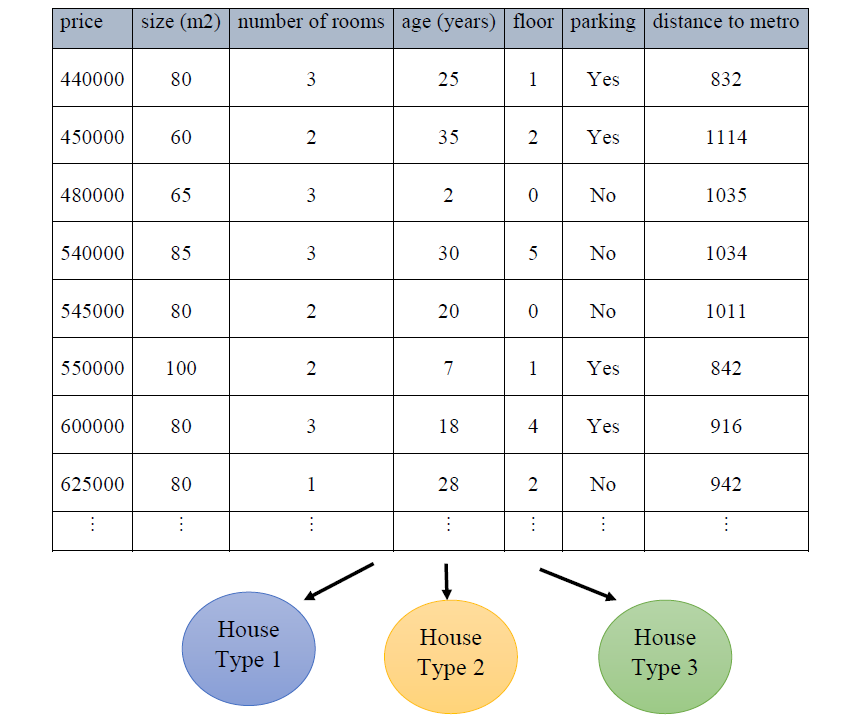 price size (m2) number of rooms age (years) floor parking distance to metro
440000 80 3 25 1 Yes 832
450000 60 2 35 2 Yes 1114
480000 65 3 2 0 No 1035
540000 85 3 30 5 No 1034
545000 80 2 20 0 No 1011
550000 100 2 7 1 Yes 842
600000 80 3 18 4 Yes 916
625000 80 1 28 2 No 942
⋮ ⋮ ⋮ ⋮ ⋮ ⋮ ⋮
House
Type 1
House
Type 2
House
Type 3